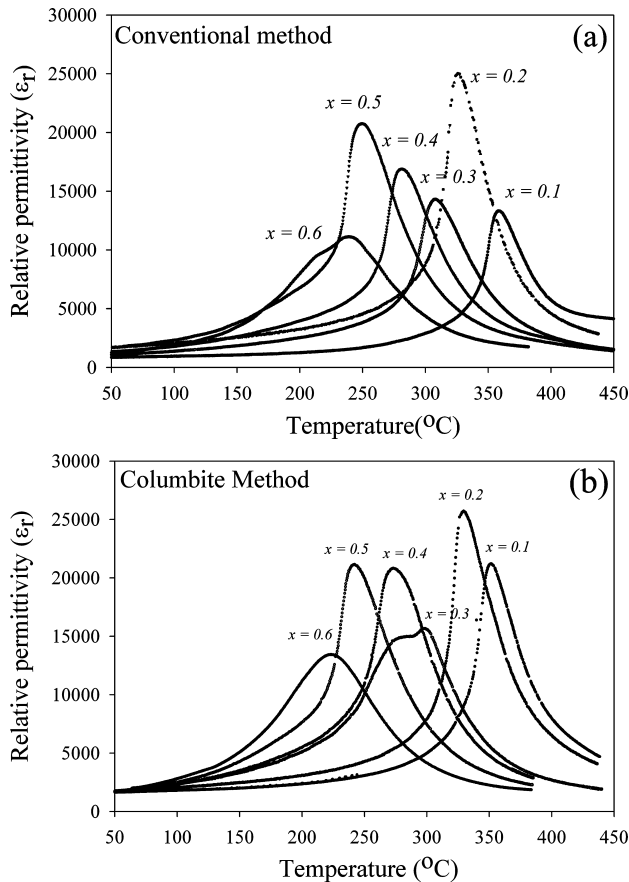 Conventional method
(a)
30000
25000
20000
15000
10000
5000
0
Relative permittivity (εr)
x = 0.2
x = 0.5
x = 0.4
x = 0.3
x = 0.1
x = 0.6
50 100 150 200 250 300 350 400 450
Temperature(OC)
Columbite Method
(b)
30000
25000
20000
15000
10000
5000
0
Relative permittivity (εr)
x = 0.2
x = 0.5
x = 0.4
x = 0.1
x = 0.3
x = 0.6
50 100 150 200 250 300 350 400 450
Temperature (OC)